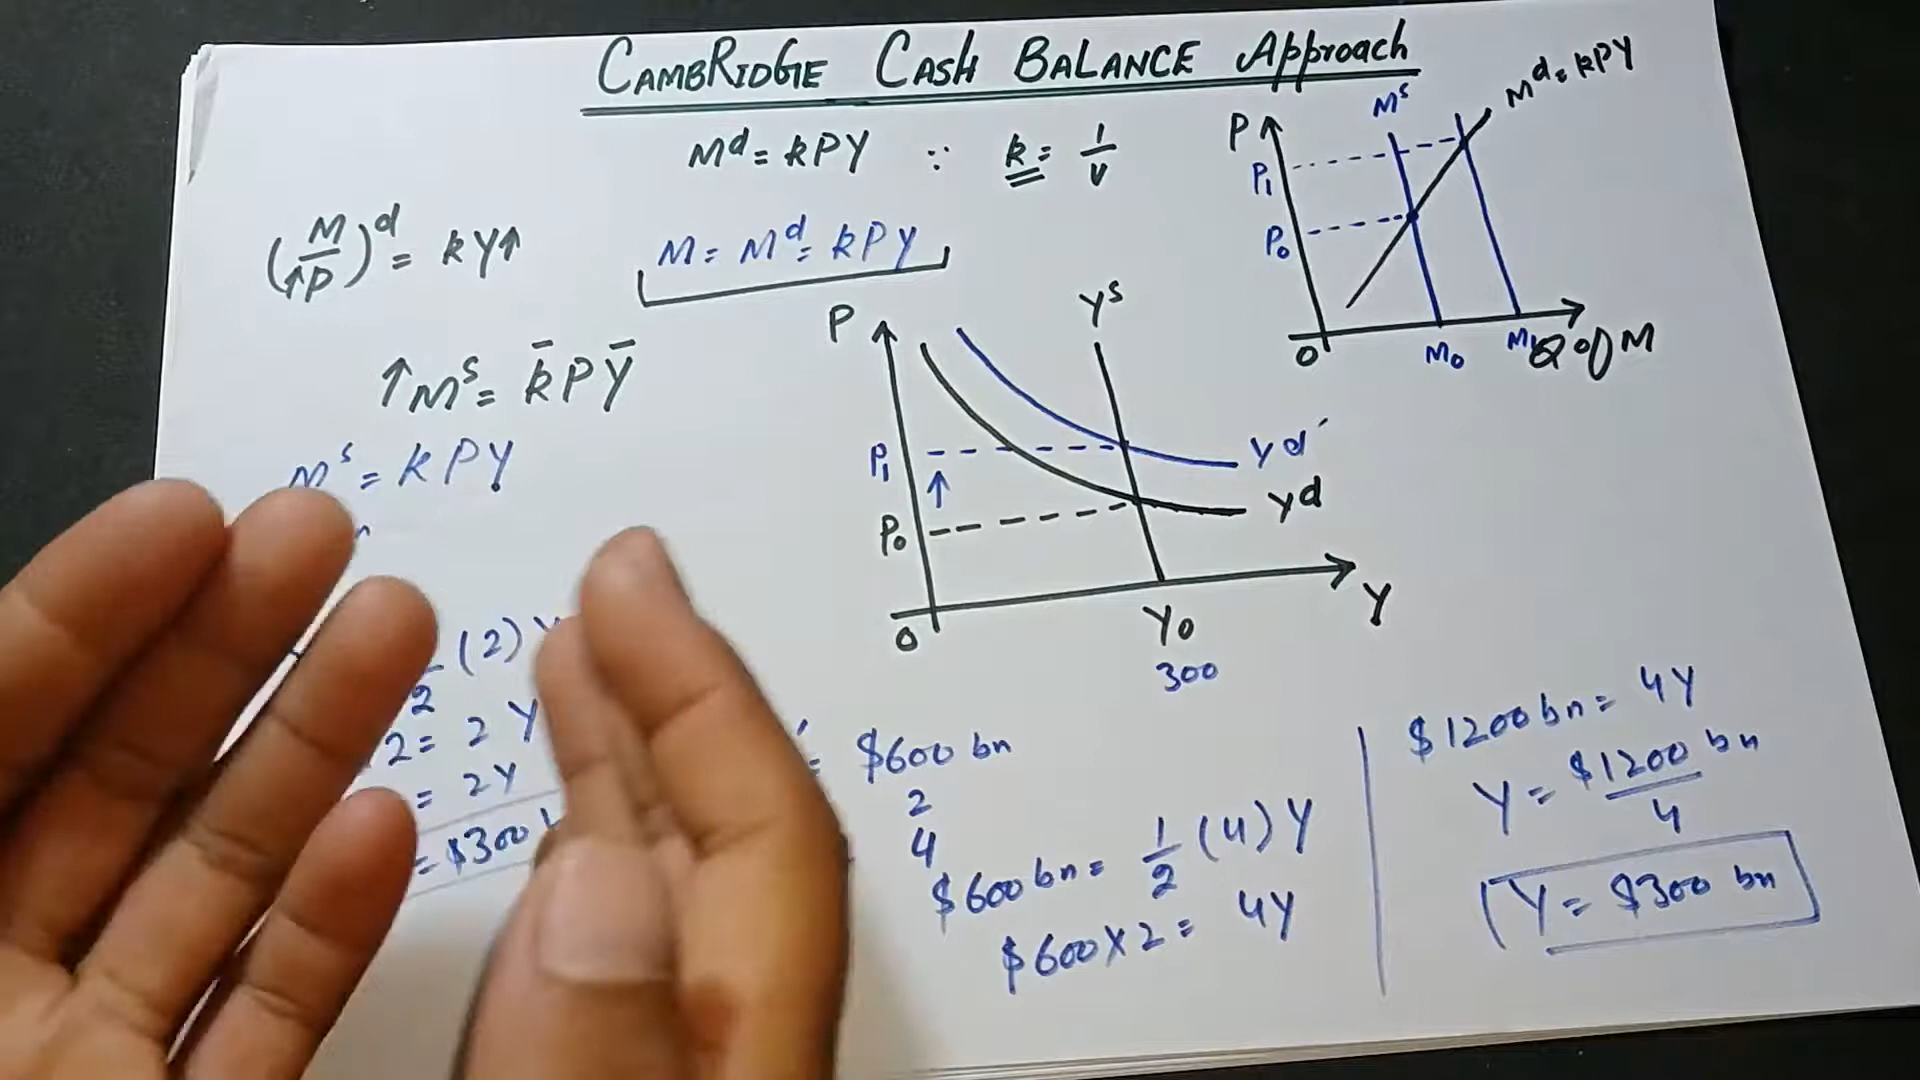 CAMBRIDGE CASH BALANCE Approach
Mᵈ = kPY ∵ k = 1/v
(M/↑P)ᵈ = kY↑
M = Mᵈ = kPY
↑Mˢ = k̄PȲ
Mˢ = kPY
2 (2) Y
2 = 2Y
= 2Y
= $300
P
Yˢ
P₁ ↑
P₀
Yd′
Yd
0
Y₀
Y
300
P
Mˢ
Mᵈ = kPY
P₁
P₀
0
M₀
M₁
Q of M
= $600 bn
2
4
$600 bn = 1/2 (4) Y
$600 X 2 = 4Y
$1200 bn = 4Y
Y = $1200 bn/4
Y = $300 bn